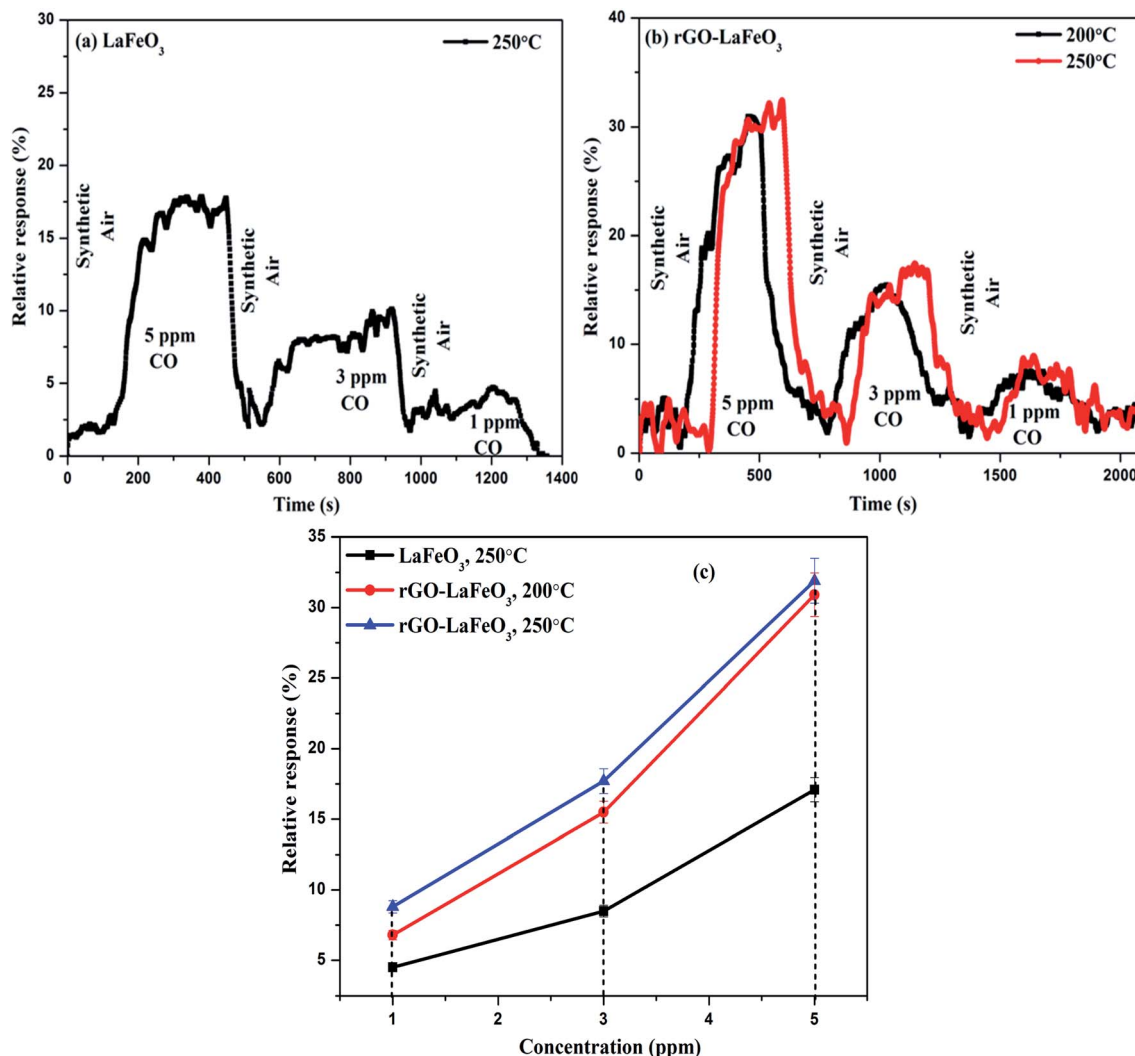 (a) LaFeO₃
250°C
Relative response (%)
30
25
20
15
10
5
0
Synthetic
Air
5 ppm
CO
Synthetic
Air
3 ppm
CO
Synthetic
Air
1 ppm
CO
0 200 400 600 800 1000 1200 1400
Time (s)
(b) rGO-LaFeO₃
200°C
250°C
Relative response (%)
40
30
20
10
0
Synthetic
Air
5 ppm
CO
Synthetic
Air
3 ppm
CO
Synthetic
Air
1 ppm
CO
0 500 1000 1500 2000
Time (s)
(c)
LaFeO₃, 250°C
rGO-LaFeO₃, 200°C
rGO-LaFeO₃, 250°C
Relative response (%)
35
30
25
20
15
10
5
1 2 3 4 5
Concentration (ppm)